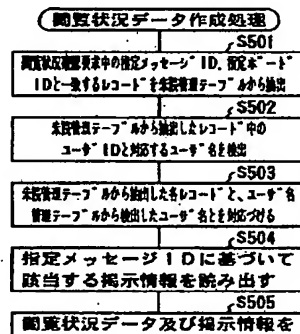 閲覧状況データ作成処理
S501
閲覧状況確認要求中の指定メッセージID、指定ボード
IDと一致するレコードを未読管理テーブルから抽出
S502
未読管理テーブルから抽出したレコード中の
ユーザIDと対応するユーザ名を検出
S503
未読管理テーブルから抽出した各レコードと、ユーザ名
管理テーブルから検出したユーザ名とを対応づける
S504
指定メッセージIDに基づいて
該当する掲示情報を読み出す
S505
閲覧状況データ及び掲示情報を